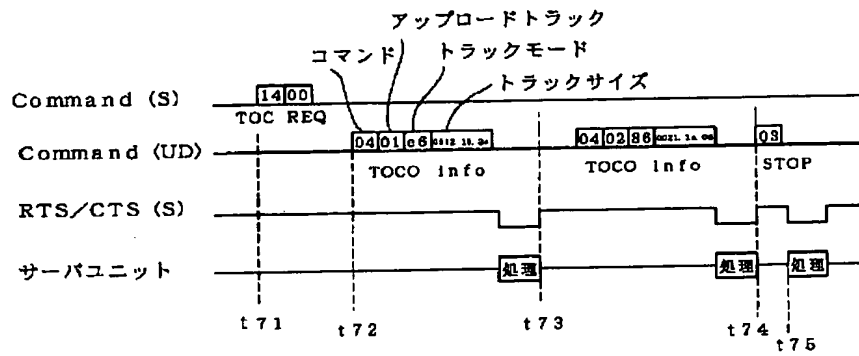 アップロードトラック
コマンド
トラックモード
トラックサイズ
Command (S)
14 00
TOC REQ
Command (UD)
04 01 c6
04 02 86
03
TOCO info
TOCO info
STOP
RTS/CTS (S)
サーバユニット
処理
処理
処理
t71
t72
t73
t74
t75